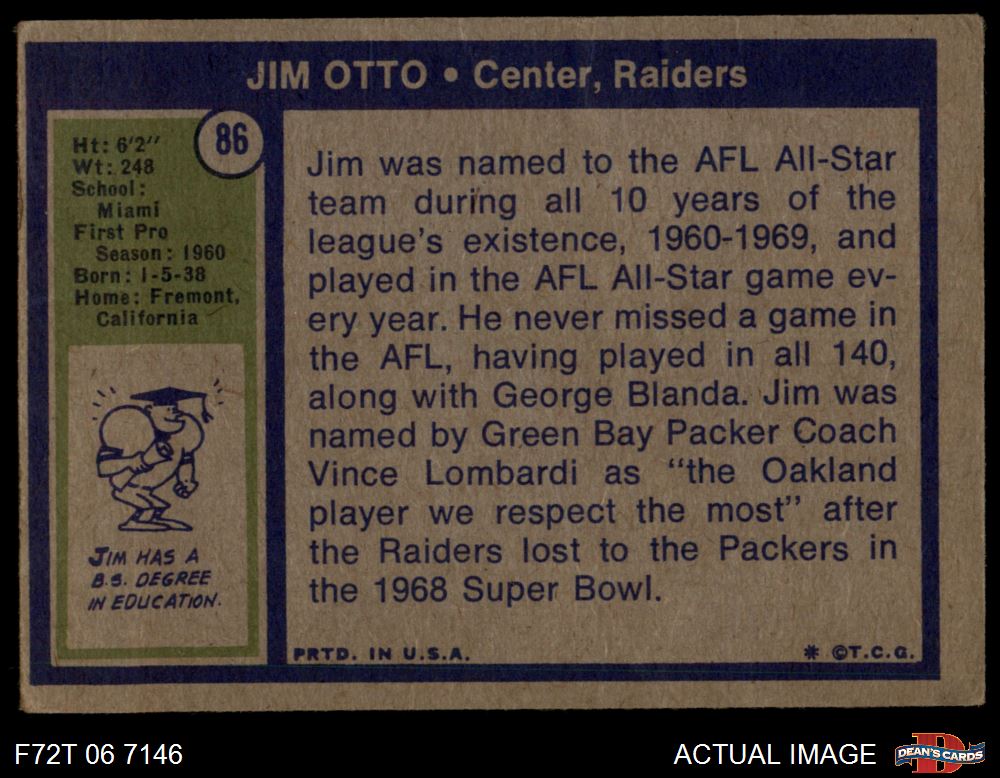 JIM OTTO • Center, Raiders
86
Ht: 6'2"
Wt: 248
School:
Miami
First Pro
Season: 1960
Born: 1-5-38
Home: Fremont,
California
JIM HAS A
B.S. DEGREE
IN EDUCATION.
Jim was named to the AFL All-Star
team during all 10 years of the
league's existence, 1960-1969, and
played in the AFL All-Star game ev-
ery year. He never missed a game in
the AFL, having played in all 140,
along with George Blanda. Jim was
named by Green Bay Packer Coach
Vince Lombardi as "the Oakland
player we respect the most" after
the Raiders lost to the Packers in
the 1968 Super Bowl.
PRTD. IN U.S.A.
* ©T.C.G.
F72T 06 7146
ACTUAL IMAGE
D
DEAN'S CARDS